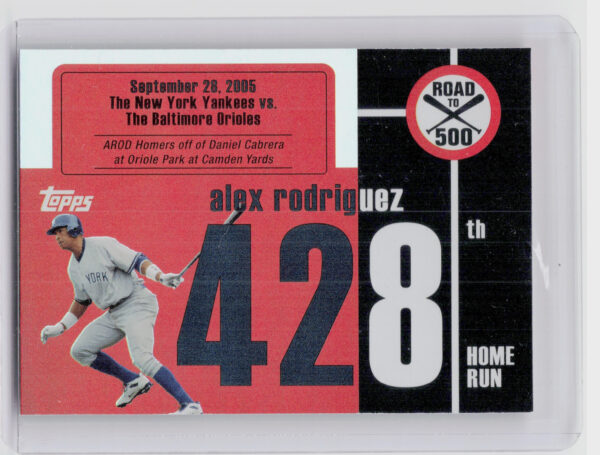 September 28, 2005
The New York Yankees vs.
The Baltimore Orioles
AROD Homers off of Daniel Cabrera
at Oriole Park at Camden Yards
ROAD
TO
500
Topps
alex rodriguez
428
th
HOME
RUN
YORK